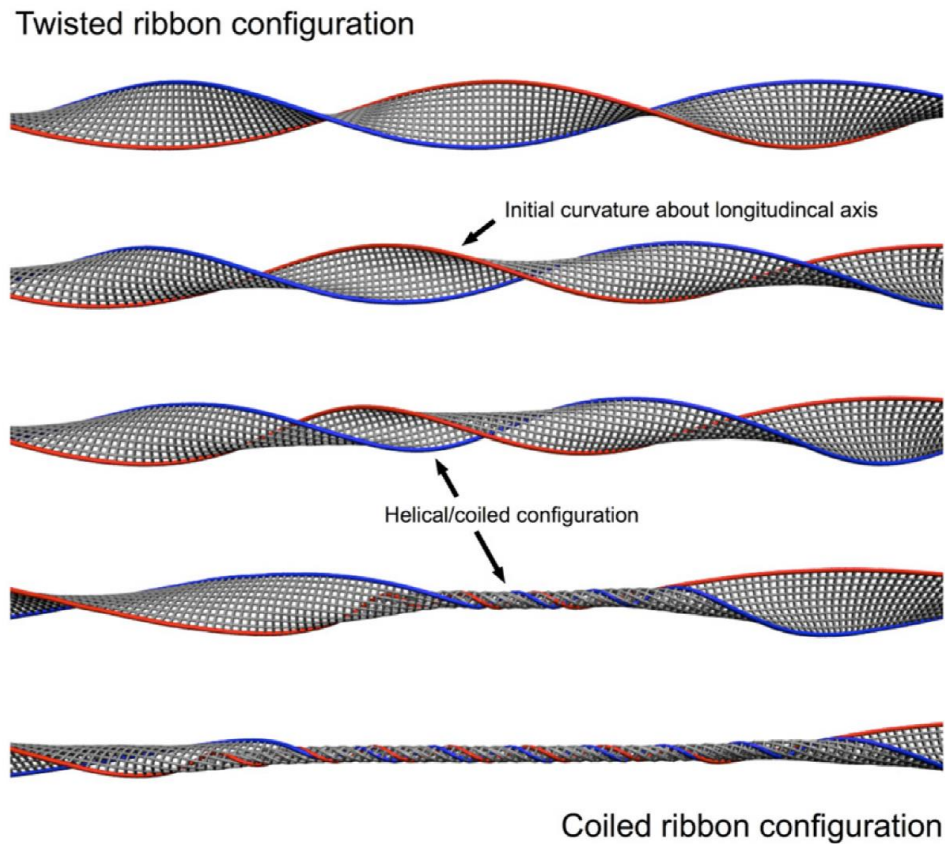 Twisted ribbon configuration
Initial curvature about longitudincal axis
Helical/coiled configuration
Coiled ribbon configuration